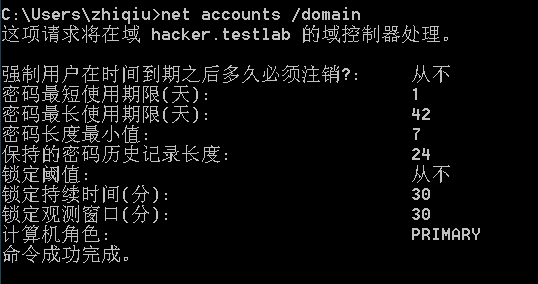 C:\Users\zhiqiu>net accounts /domain
这项请求将在域 hacker.testlab 的域控制器处理。
强制用户在时间到期之后多久必须注销?: 从不
密码最短使用期限(天): 1
密码最长使用期限(天): 42
密码长度最小值: 7
保持的密码历史记录长度: 24
锁定阈值: 从不
锁定持续时间(分): 30
锁定观测窗口(分): 30
计算机角色: PRIMARY
命令成功完成。